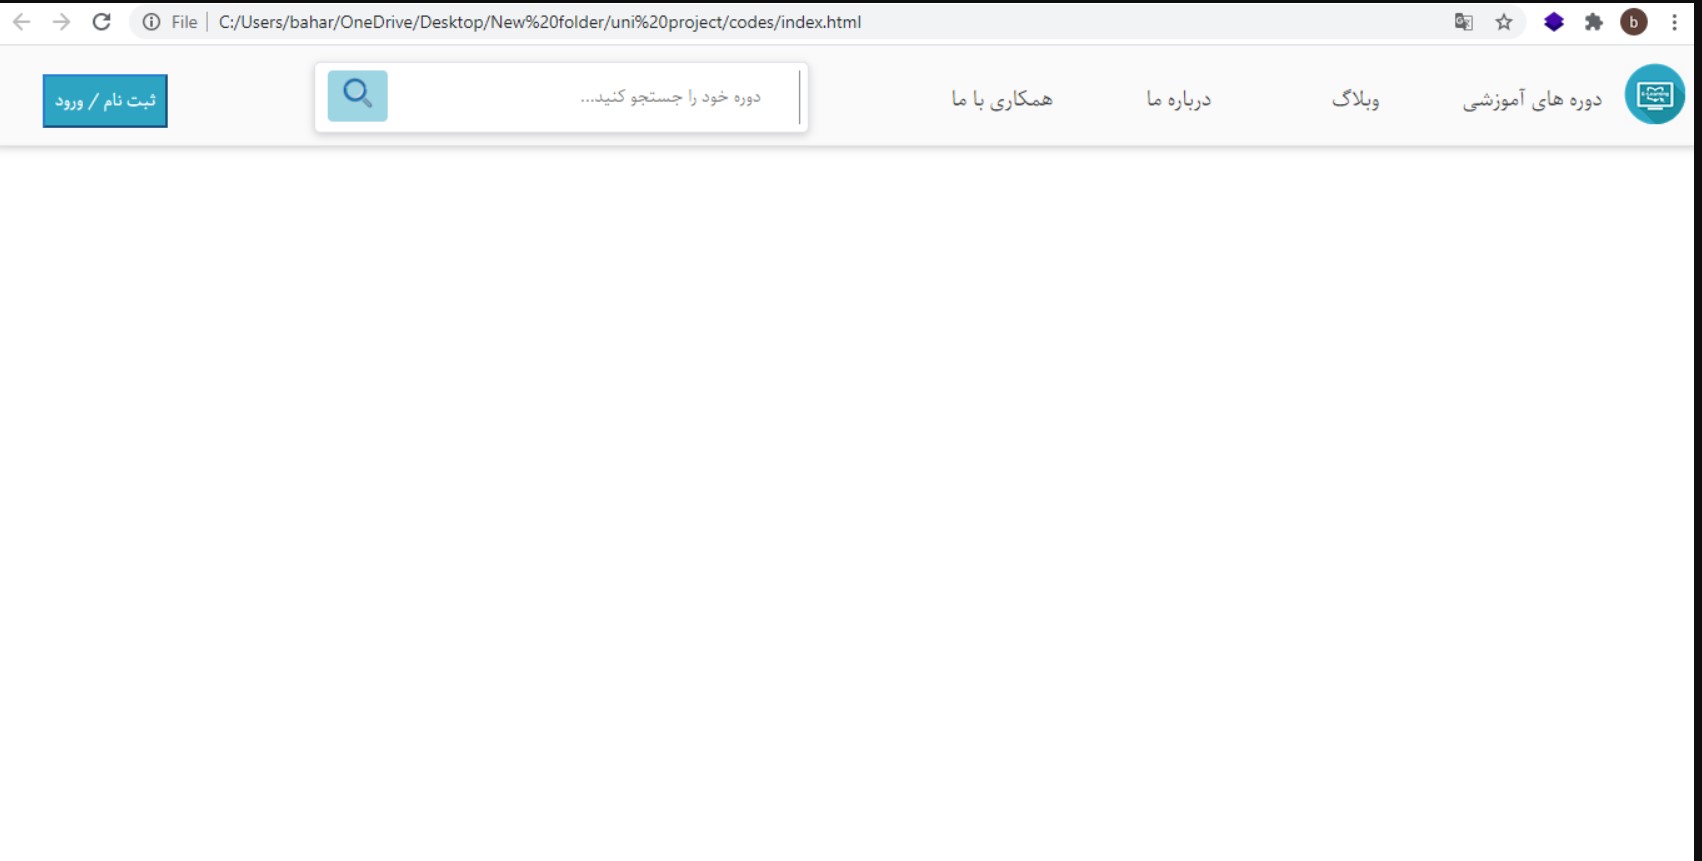 File C:/Users/bahar/OneDrive/Desktop/New%20folder/uni%20project/codes/index.html b
دوره های آموزشی
وبلاگ
درباره ما
همکاری با ما
دوره خود را جستجو کنید...
ثبت نام / ورود